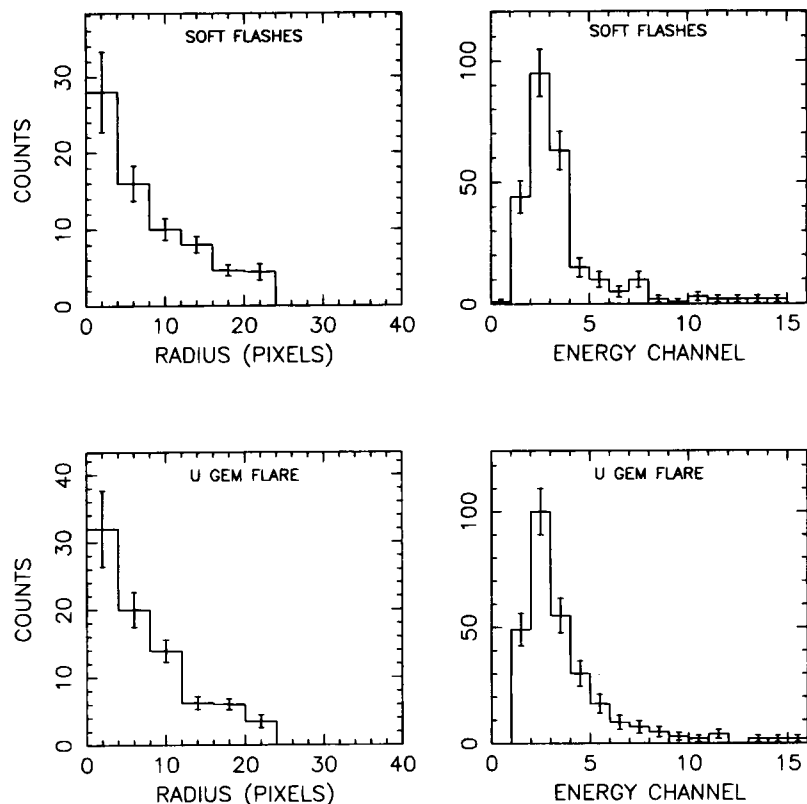 SOFT FLASHES
COUNTS
30
20
10
0
0 10 20 30 40
RADIUS (PIXELS)
SOFT FLASHES
100
50
0
0 5 10 15
ENERGY CHANNEL
U GEM FLARE
COUNTS
40
30
20
10
0
0 10 20 30 40
RADIUS (PIXELS)
U GEM FLARE
100
50
0
0 5 10 15
ENERGY CHANNEL